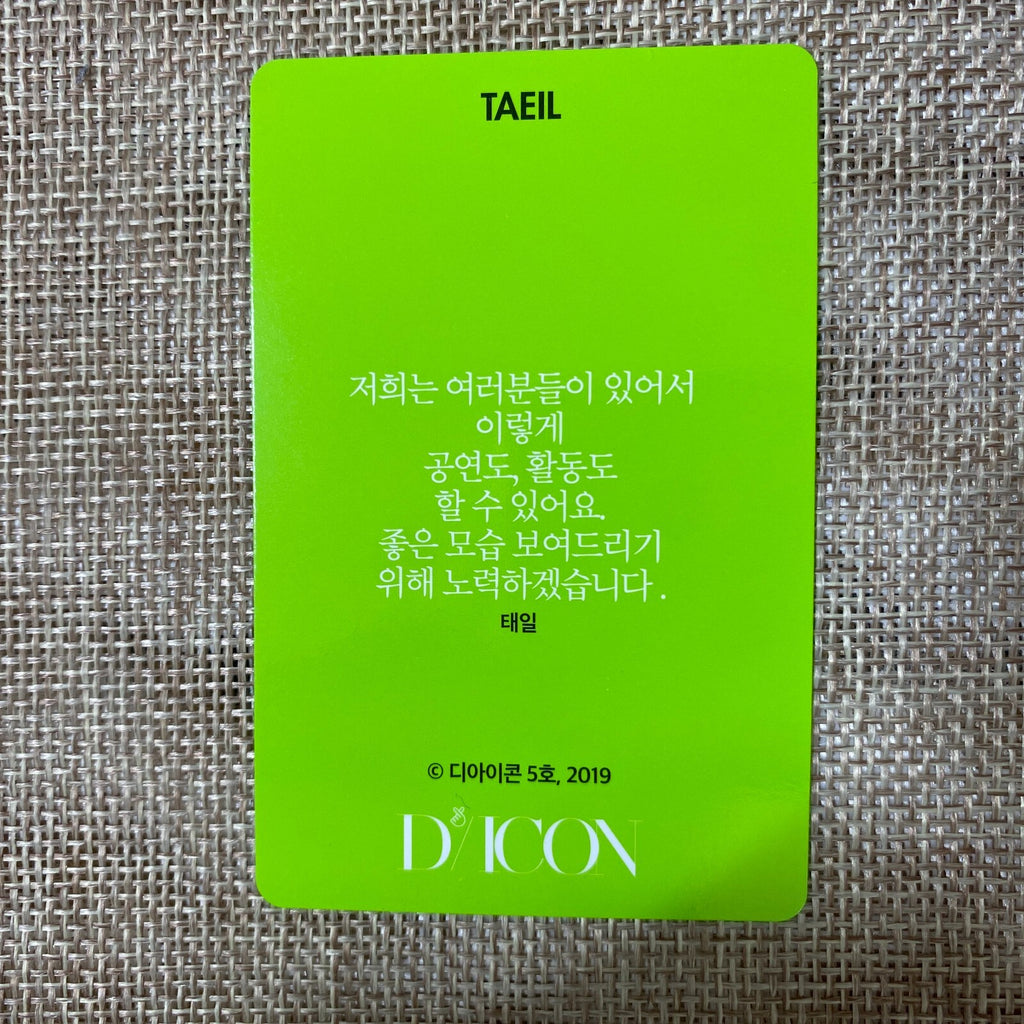 TAEIL
저희는 여러분들이 있어서
이렇게
공연도, 활동도
할 수 있어요.
좋은 모습 보여드리기
위해 노력하겠습니다.
태일
© 디아이콘 5호, 2019
D/ICON